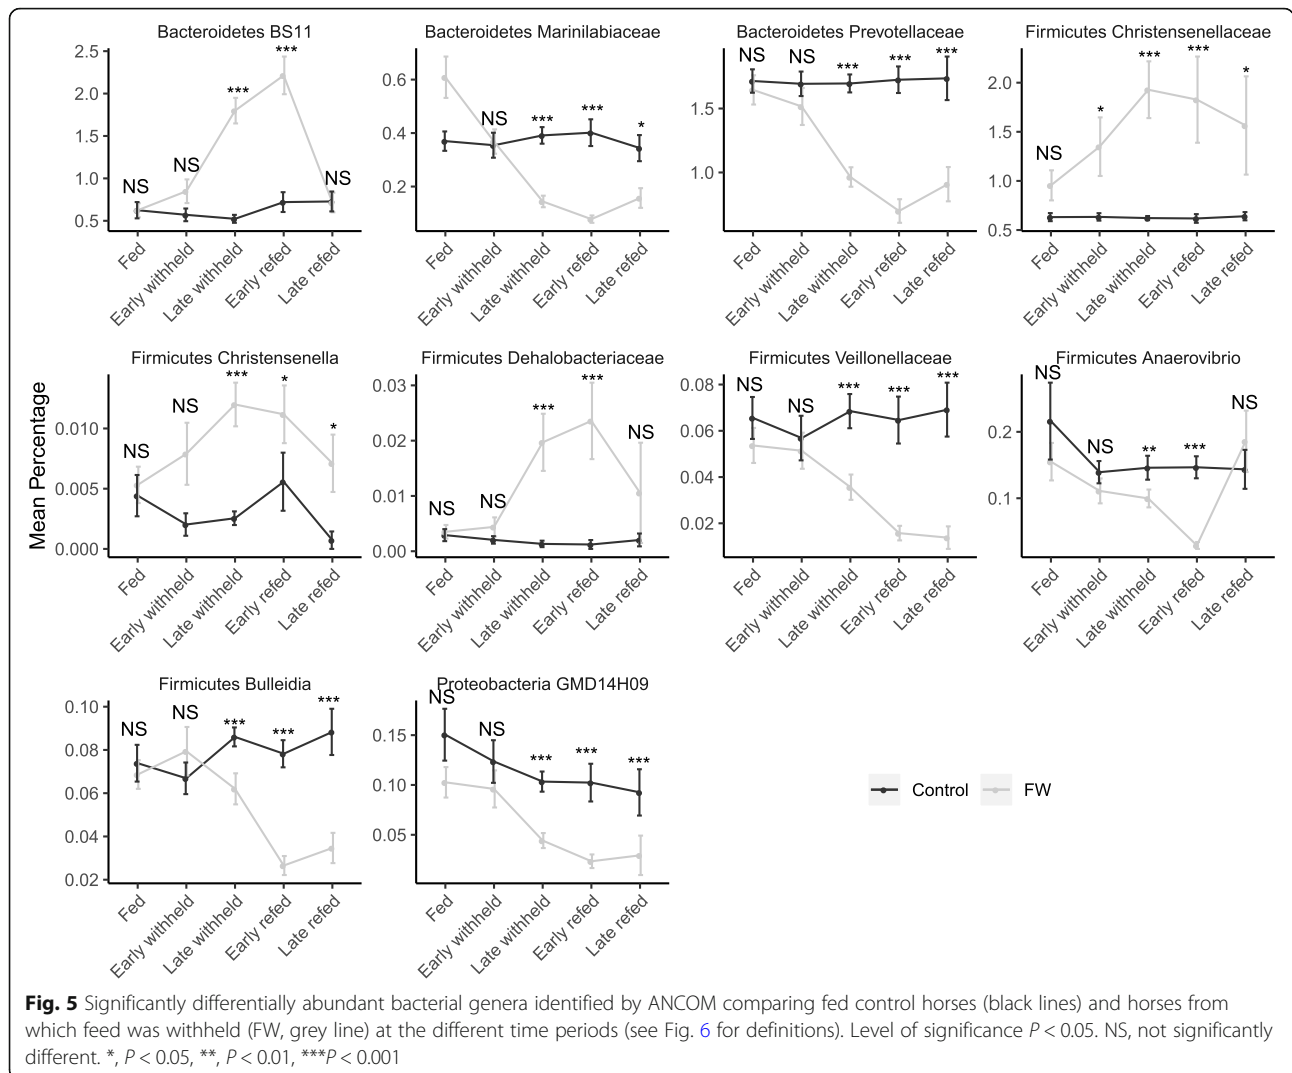 Bacteroidetes BS11
Bacteroidetes Marinilabiaceae
Bacteroidetes Prevotellaceae
Firmicutes Christensenellaceae
2.5
2.0
1.5
1.0
0.5
NS
NS
***
***
NS
Fed
Early withheld
Late withheld
Early refed
Late refed
0.6
0.4
0.2
NS
***
***
*
Fed
Early withheld
Late withheld
Early refed
Late refed
1.5
1.0
NS
NS
***
***
***
Fed
Early withheld
Late withheld
Early refed
Late refed
2.0
1.5
1.0
0.5
NS
*
***
***
*
Fed
Early withheld
Late withheld
Early refed
Late refed
Mean Percentage
Firmicutes Christensenella
Firmicutes Dehalobacteriaceae
Firmicutes Veillonellaceae
Firmicutes Anaerovibrio
0.010
0.005
0.000
NS
NS
***
*
*
Fed
Early withheld
Late withheld
Early refed
Late refed
0.03
0.02
0.01
0.00
NS
NS
***
***
NS
Fed
Early withheld
Late withheld
Early refed
Late refed
0.08
0.06
0.04
0.02
NS
NS
***
***
***
Fed
Early withheld
Late withheld
Early refed
Late refed
0.2
0.1
NS
NS
**
***
NS
Fed
Early withheld
Late withheld
Early refed
Late refed
Firmicutes Bulleidia
Proteobacteria GMD14H09
0.10
0.08
0.06
0.04
0.02
NS
NS
***
***
***
Fed
Early withheld
Late withheld
Early refed
Late refed
0.15
0.10
0.05
NS
NS
***
***
***
Fed
Early withheld
Late withheld
Early refed
Late refed
Control
FW
Fig. 5 Significantly differentially abundant bacterial genera identified by ANCOM comparing fed control horses (black lines) and horses from
which feed was withheld (FW, grey line) at the different time periods (see Fig. 6 for definitions). Level of significance P < 0.05. NS, not significantly
different. *, P < 0.05, **, P < 0.01, ***P < 0.001